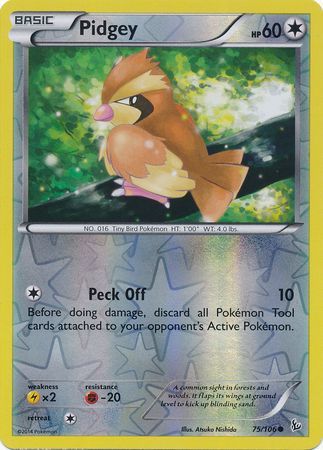 BASIC
Pidgey
HP60
NO. 016 Tiny Bird Pokémon HT: 1'00" WT: 4.0 lbs.
Peck Off 10
Before doing damage, discard all Pokémon Tool
cards attached to your opponent's Active Pokémon.
weakness
×2
resistance
-20
retreat
A common sight in forests and
woods. It flaps its wings at ground
level to kick up blinding sand.
©2014 Pokémon
Illus. Atsuko Nishida
75/106